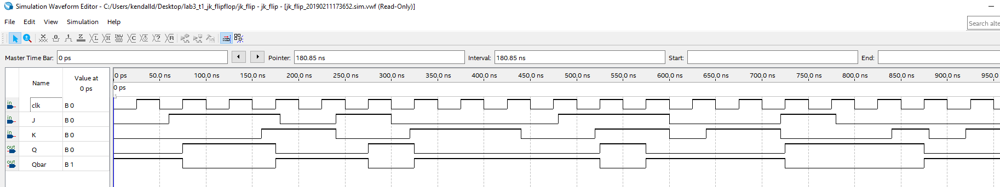 Simulation Waveform Editor - C:/Users/kendalld/Desktop/lab3_t1_jk_flipflop/jk_flip - jk_flip - [jk_flip_20190211173652.sim.vwf (Read-Only)]
File Edit View Simulation Help
Search alte
Master Time Bar: 0 ps Pointer: 180.85 ns Interval: 180.85 ns Start: End:
Name Value at 0 ps
0 ps 50.0 ns 100.0 ns 150.0 ns 200.0 ns 250.0 ns 300.0 ns 350.0 ns 400.0 ns 450.0 ns 500.0 ns 550.0 ns 600.0 ns 650.0 ns 700.0 ns 750.0 ns 800.0 ns 850.0 ns 900.0 ns 950.0
0 ps
in clk B 0
in J B 0
in K B 0
out Q B 0
out Qbar B 1